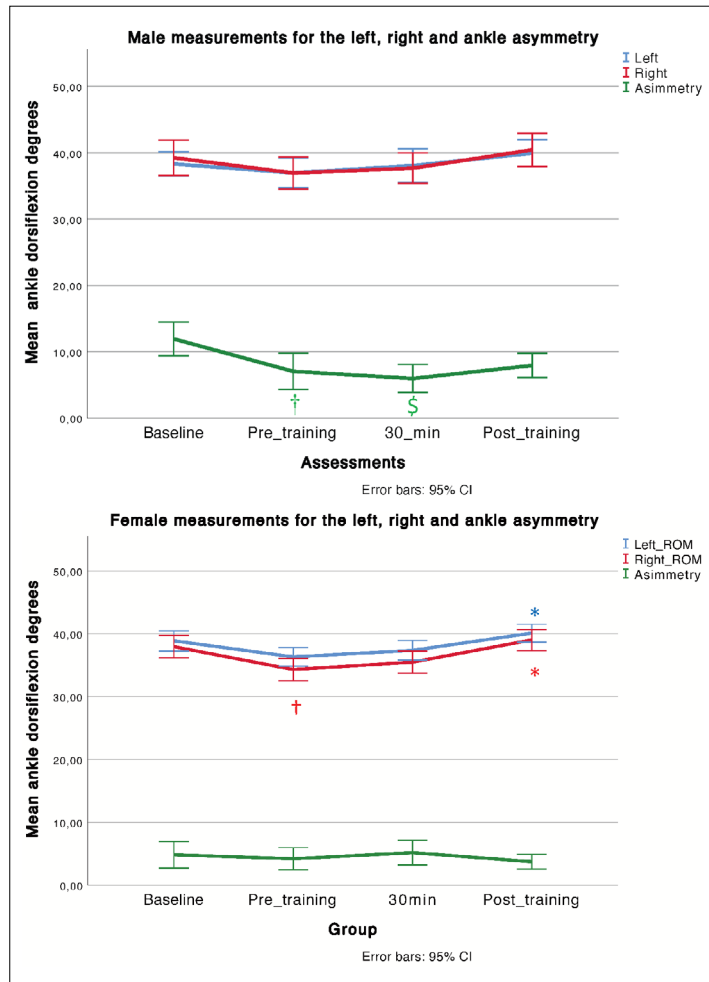 Male measurements for the left, right and ankle asymmetry
Left
Right
Asimmetry
Mean ankle dorsiflexion degrees
50,00
40,00
30,00
20,00
10,00
0,00
†
$
Baseline Pre_training 30_min Post_training
Assessments
Error bars: 95% CI
Female measurements for the left, right and ankle asymmetry
Left_ROM
Right_ROM
Asimmetry
Mean ankle dorsiflexion degrees
50,00
40,00
30,00
20,00
10,00
0,00
*
*
†
Baseline Pre_training 30min Post_training
Group
Error bars: 95% CI